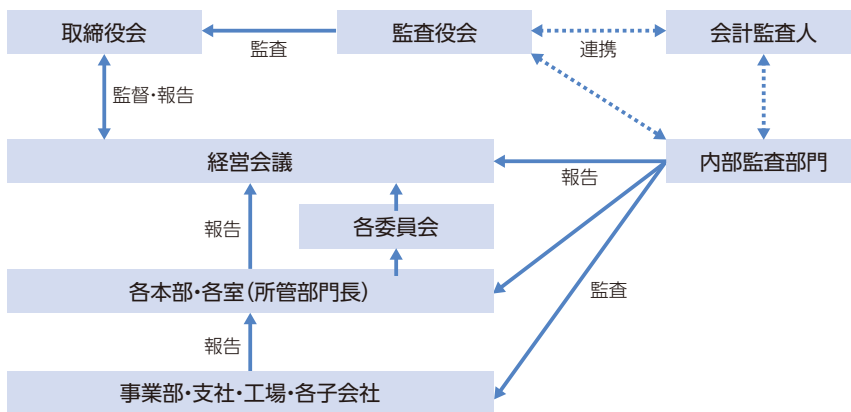 取締役会
監査
監査役会
連携
会計監査人
監督・報告
経営会議
報告
内部監査部門
報告
各委員会
各本部・各室（所管部門長）
監査
報告
事業部・支社・工場・各子会社